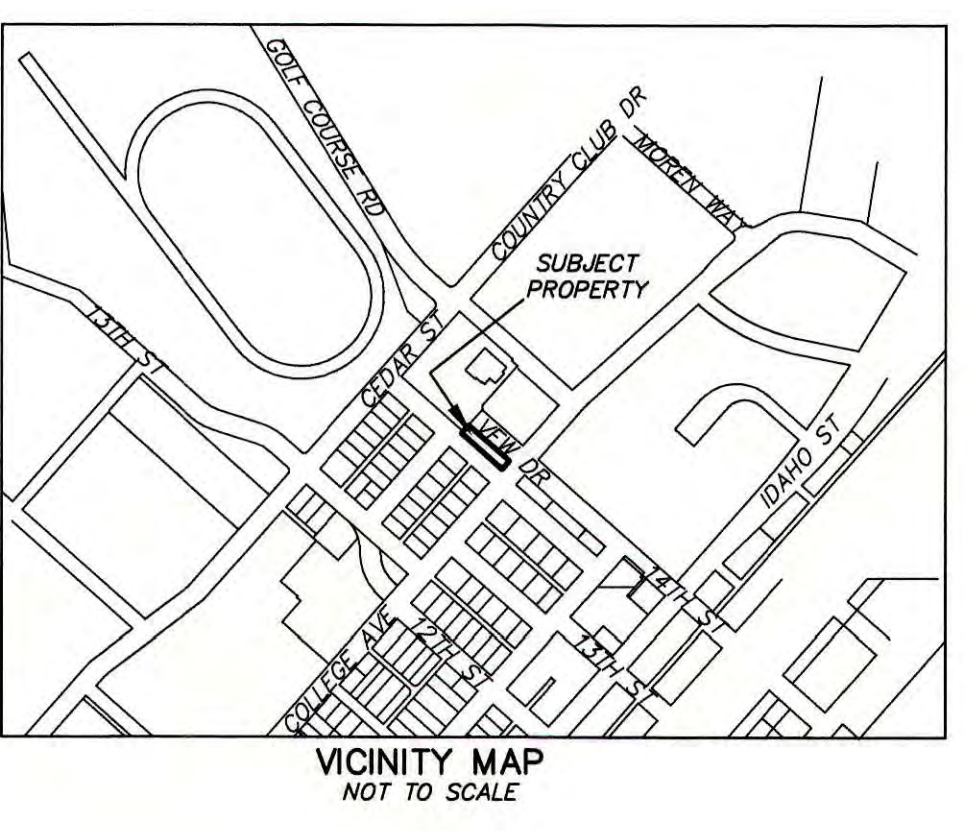 GOLF COURSE RD
COUNTRY CLUB DR
MOREN WAY
SUBJECT
PROPERTY
13TH ST
CEDAR ST
VFW DR
IDAHO ST
14TH ST
COLLEGE AVE
12TH ST
13TH ST
VICINITY MAP
NOT TO SCALE